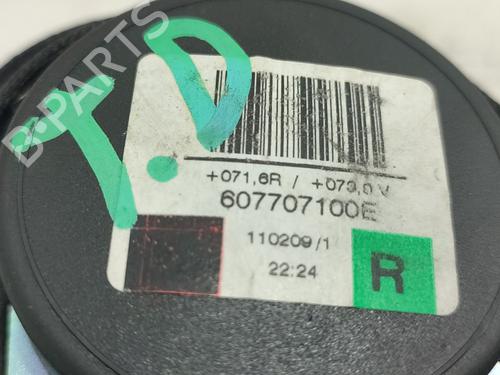 B-PARTS
T.D
+071,6R / +073,0 V
607707100E
110209/1
22:24
R